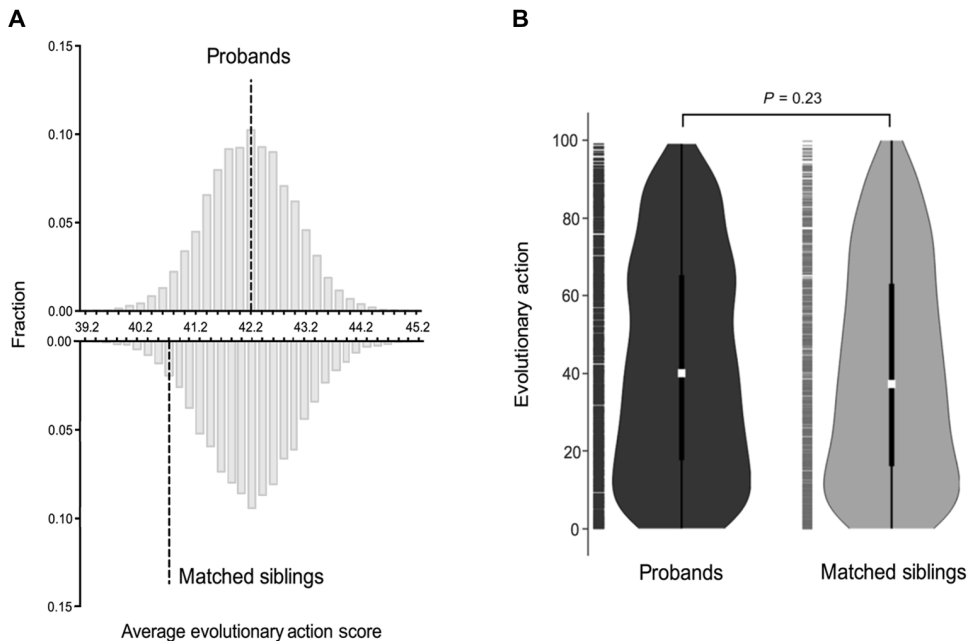 A
0.15
Probands
0.10
0.05
0.00
39.2 40.2 41.2 42.2 43.2 44.2 45.2
0.00
Fraction
0.05
0.10
Matched siblings
0.15
Average evolutionary action score
B
P = 0.23
100
80
60
40
20
0
Evolutionary action
Probands
Matched siblings